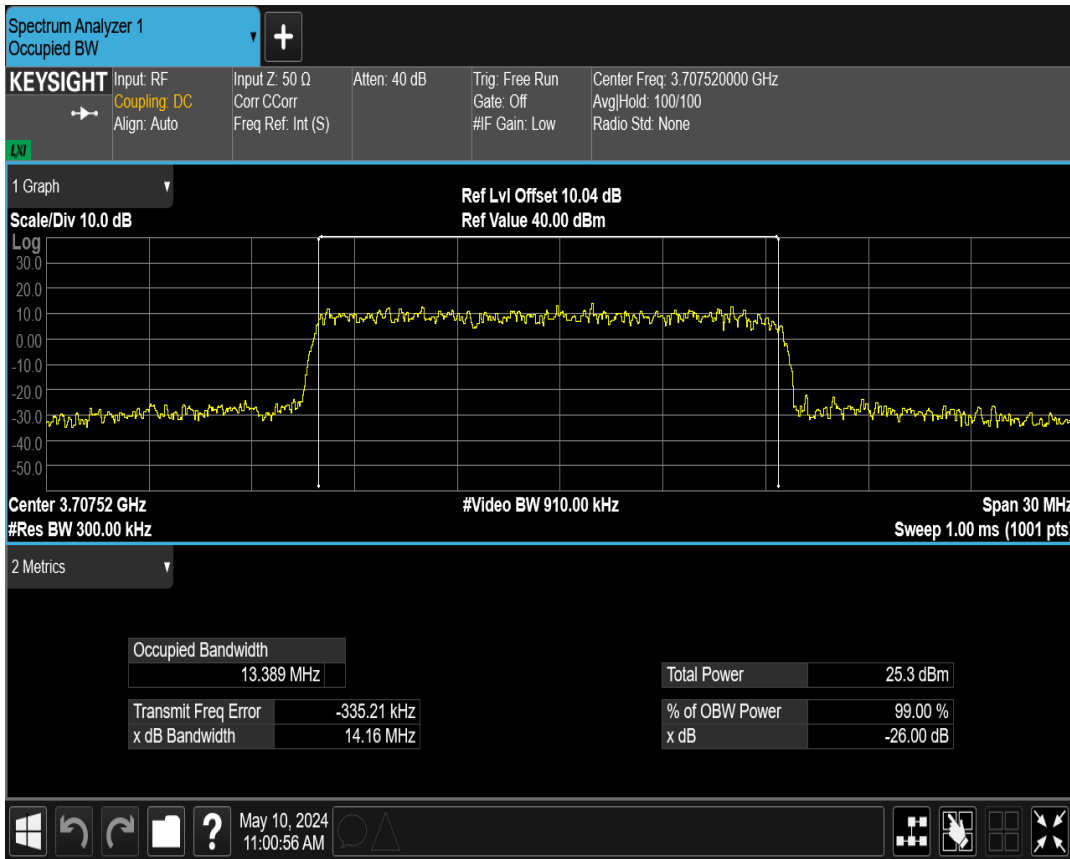 Spectrum Analyzer 1
Occupied BW
KEYSIGHT
LXI
Input: RF
Coupling: DC
Align: Auto
Input Z: 50 Ω
Corr CCorr
Freq Ref: Int (S)
Atten: 40 dB
Trig: Free Run
Gate: Off
#IF Gain: Low
Center Freq: 3.707520000 GHz
Avg|Hold: 100/100
Radio Std: None
1 Graph
Scale/Div 10.0 dB
Ref Lvl Offset 10.04 dB
Ref Value 40.00 dBm
Log
30.0
20.0
10.0
0.00
-10.0
-20.0
-30.0
-40.0
-50.0
Center 3.70752 GHz
#Res BW 300.00 kHz
#Video BW 910.00 kHz
Span 30 MHz
Sweep 1.00 ms (1001 pts)
2 Metrics
Occupied Bandwidth
13.389 MHz
Transmit Freq Error -335.21 kHz
x dB Bandwidth 14.16 MHz
Total Power 25.3 dBm
% of OBW Power 99.00 %
x dB -26.00 dB
?
May 10, 2024
11:00:56 AM